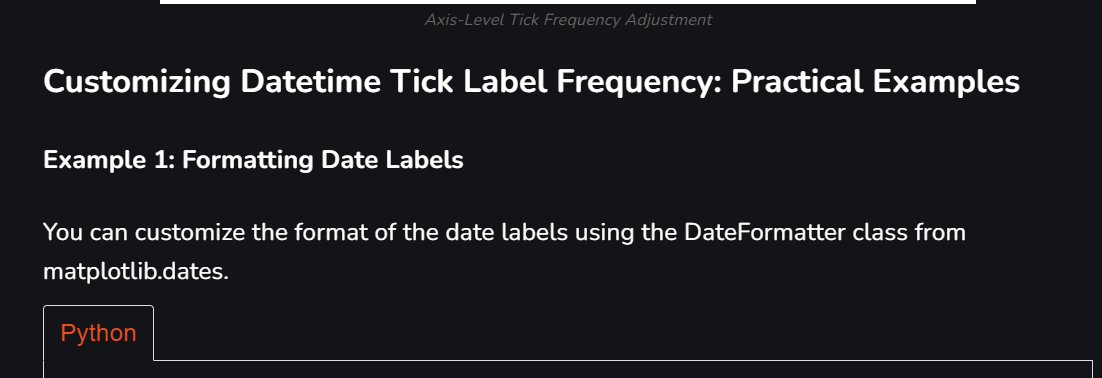 Axis-Level Tick Frequency Adjustment
Customizing Datetime Tick Label Frequency: Practical Examples
Example 1: Formatting Date Labels
You can customize the format of the date labels using the DateFormatter class from
matplotlib.dates.
Python